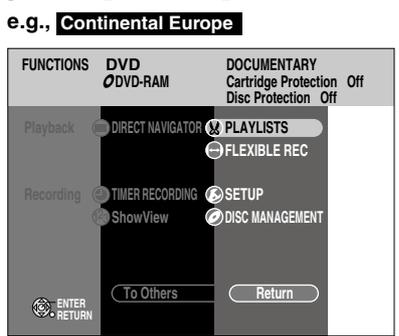 e.g., Continental Europe
FUNCTIONS DVD DOCUMENTARY
DVD-RAM Cartridge Protection Off
Disc Protection Off
Playback DIRECT NAVIGATOR PLAYLISTS
FLEXIBLE REC
Recording TIMER RECORDING SETUP
ShowView DISC MANAGEMENT
To Others Return
ENTER
RETURN